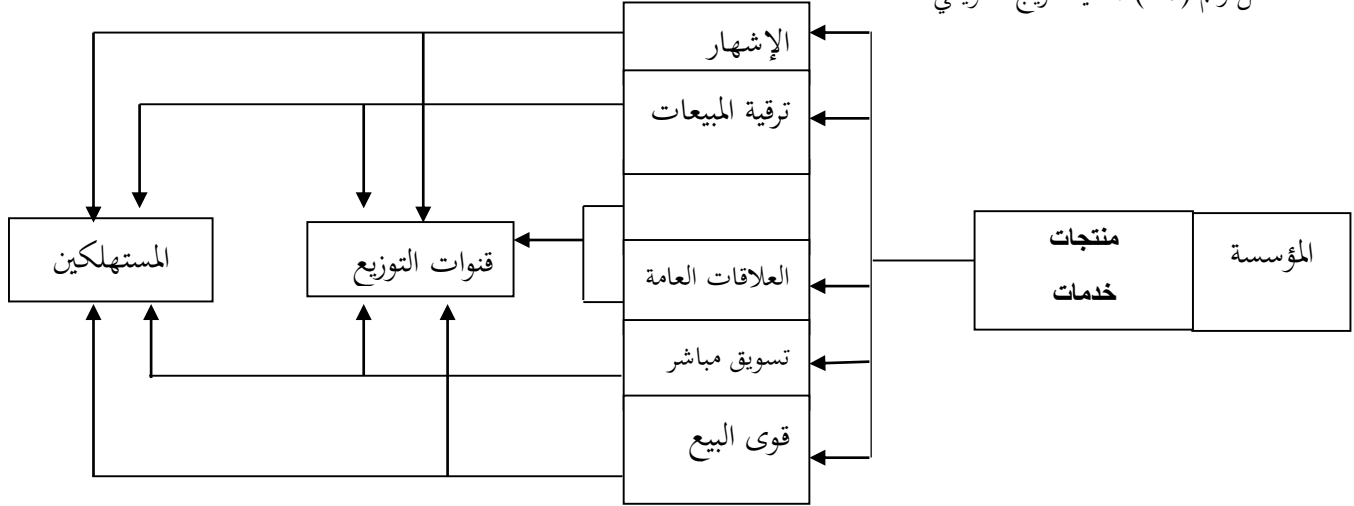 الإشهار
ترقية المبيعات
العلاقات العامة
تسويق مباشر
قوى البيع
المؤسسة
منتجات
خدمات
قنوات التوزيع
المستهلكين